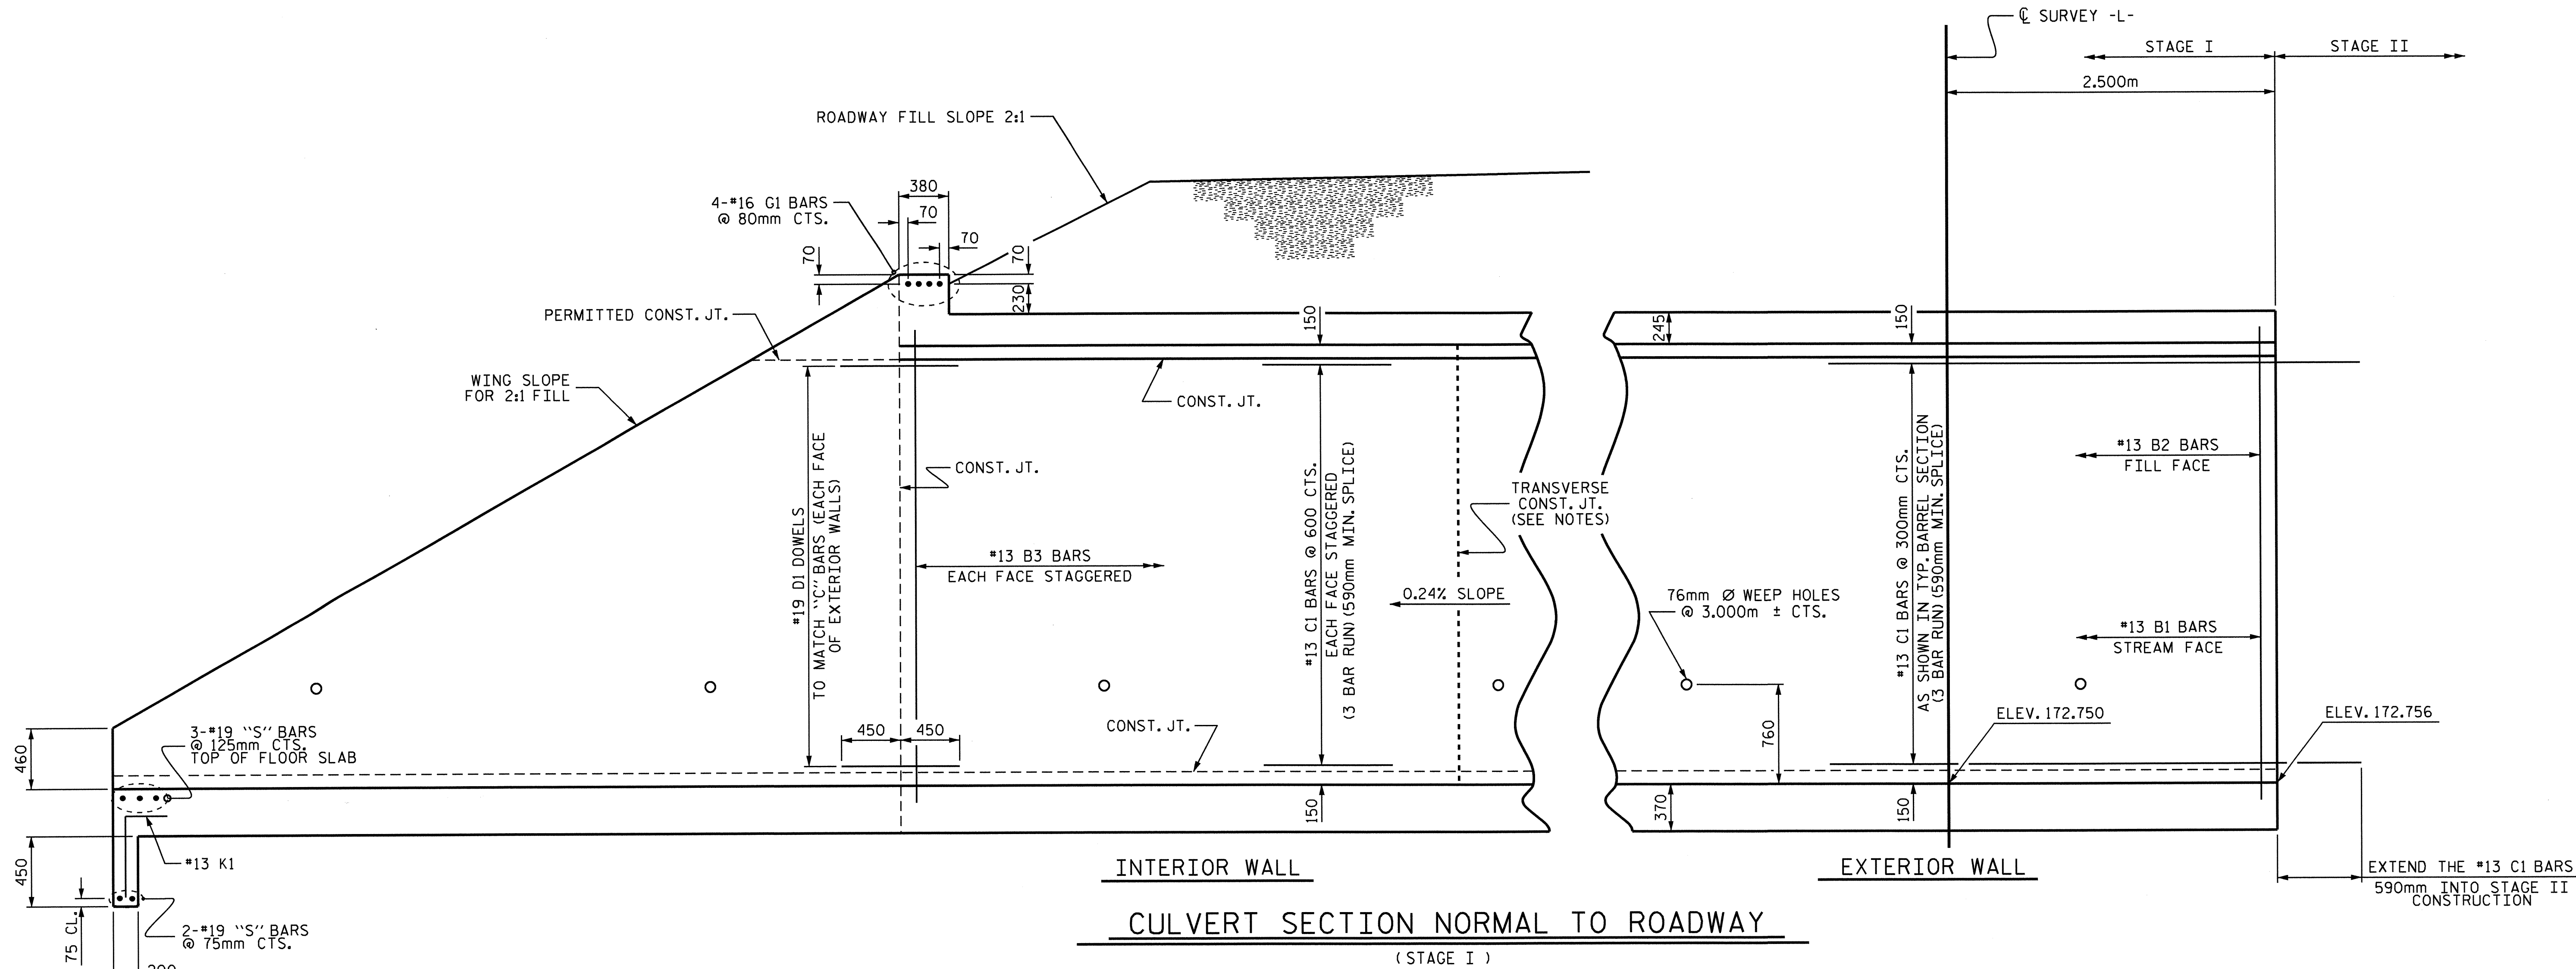 ℄ SURVEY -L-
STAGE I
STAGE II
2.500m
ROADWAY FILL SLOPE 2:1
380
4-#16 G1 BARS
@ 80mm CTS.
70
70
70
70
230
PERMITTED CONST. JT.
150
245
150
WING SLOPE
FOR 2:1 FILL
CONST. JT.
#19 D1 DOWELS
TO MATCH "C" BARS (EACH FACE
OF EXTERIOR WALLS)
CONST. JT.
#13 C1 BARS @ 600 CTS.
EACH FACE STAGGERED
(3 BAR RUN) (590mm MIN. SPLICE)
TRANSVERSE
CONST. JT.
(SEE NOTES)
#13 C1 BARS @ 300mm CTS.
AS SHOWN IN TYP. BARREL SECTION
(3 BAR RUN) (590mm MIN. SPLICE)
#13 B2 BARS
FILL FACE
#13 B3 BARS
EACH FACE STAGGERED
0.24% SLOPE
76mm Ø WEEP HOLES
@ 3.000m ± CTS.
#13 B1 BARS
STREAM FACE
460
3-#19 "S" BARS
@ 125mm CTS.
TOP OF FLOOR SLAB
450
450
CONST. JT.
760
ELEV. 172.750
ELEV. 172.756
150
370
150
450
#13 K1
INTERIOR WALL
EXTERIOR WALL
EXTEND THE #13 C1 BARS
590mm INTO STAGE II
CONSTRUCTION
75 CL.
2-#19 "S" BARS
@ 75mm CTS.
CULVERT SECTION NORMAL TO ROADWAY
( STAGE I )